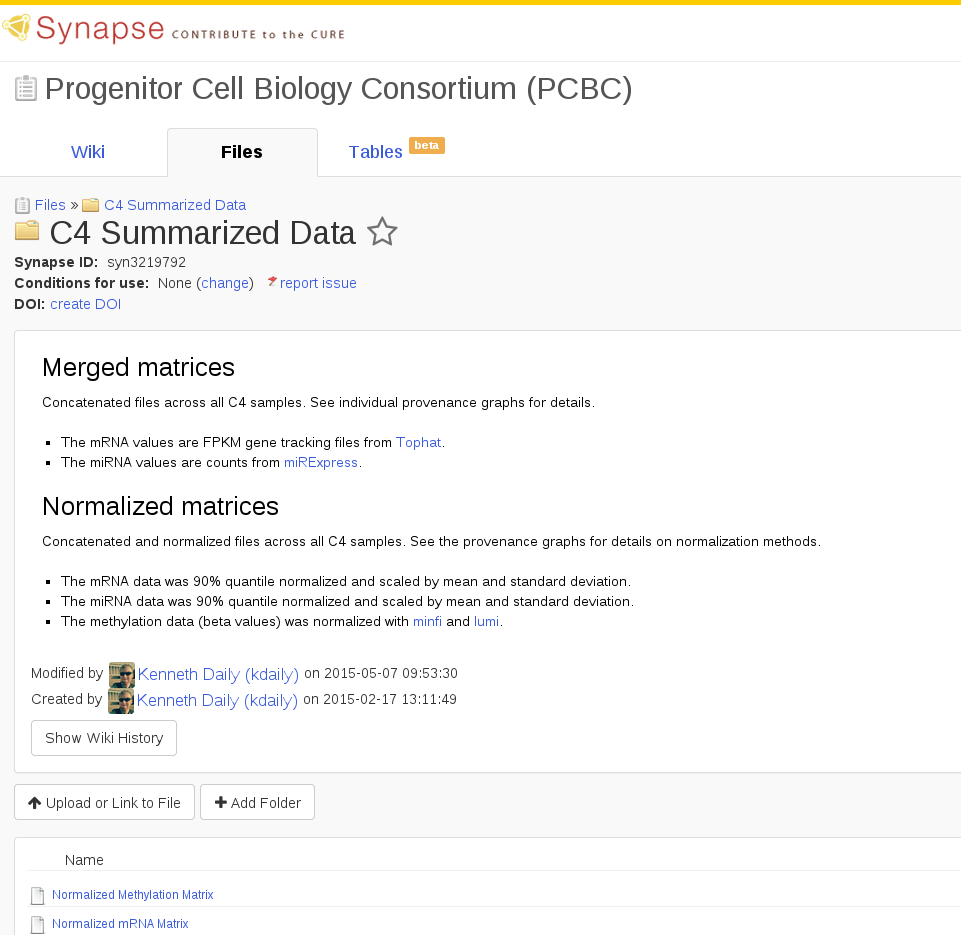 Synapse CONTRIBUTE to the CURE
Progenitor Cell Biology Consortium (PCBC)
Wiki Files Tables beta
Files » C4 Summarized Data
C4 Summarized Data
Synapse ID: syn3219792
Conditions for use: None (change) report issue
DOI: create DOI
Merged matrices
Concatenated files across all C4 samples. See individual provenance graphs for details.
The mRNA values are FPKM gene tracking files from Tophat.
The miRNA values are counts from miRExpress.
Normalized matrices
Concatenated and normalized files across all C4 samples. See the provenance graphs for details on normalization methods.
The mRNA data was 90% quantile normalized and scaled by mean and standard deviation.
The miRNA data was 90% quantile normalized and scaled by mean and standard deviation.
The methylation data (beta values) was normalized with minfi and lumi.
Modified by Kenneth Daily (kdaily) on 2015-05-07 09:53:30
Created by Kenneth Daily (kdaily) on 2015-02-17 13:11:49
Show Wiki History
Upload or Link to File Add Folder
Name
Normalized Methylation Matrix
Normalized mRNA Matrix